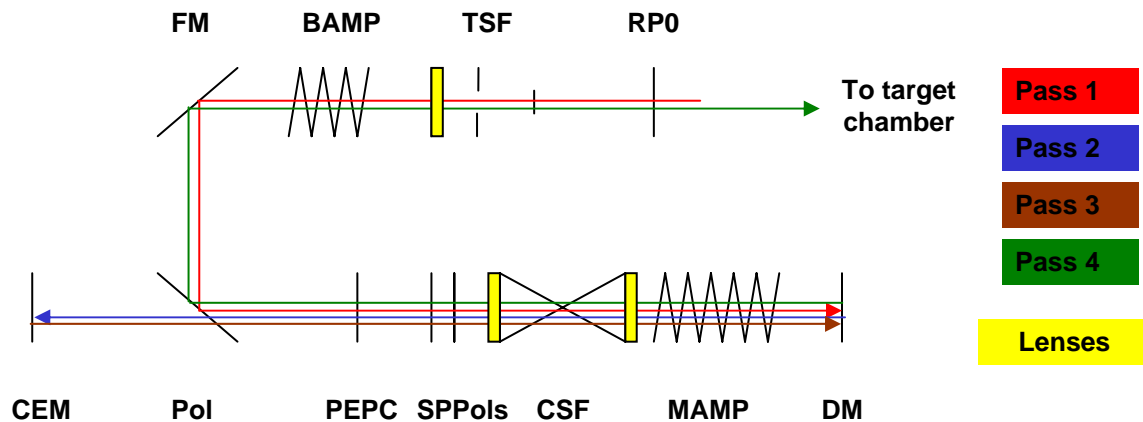 FM BAMP TSF RP0
To target
chamber
Pass 1
Pass 2
Pass 3
Pass 4
Lenses
CEM Pol PEPC SPPols CSF MAMP DM